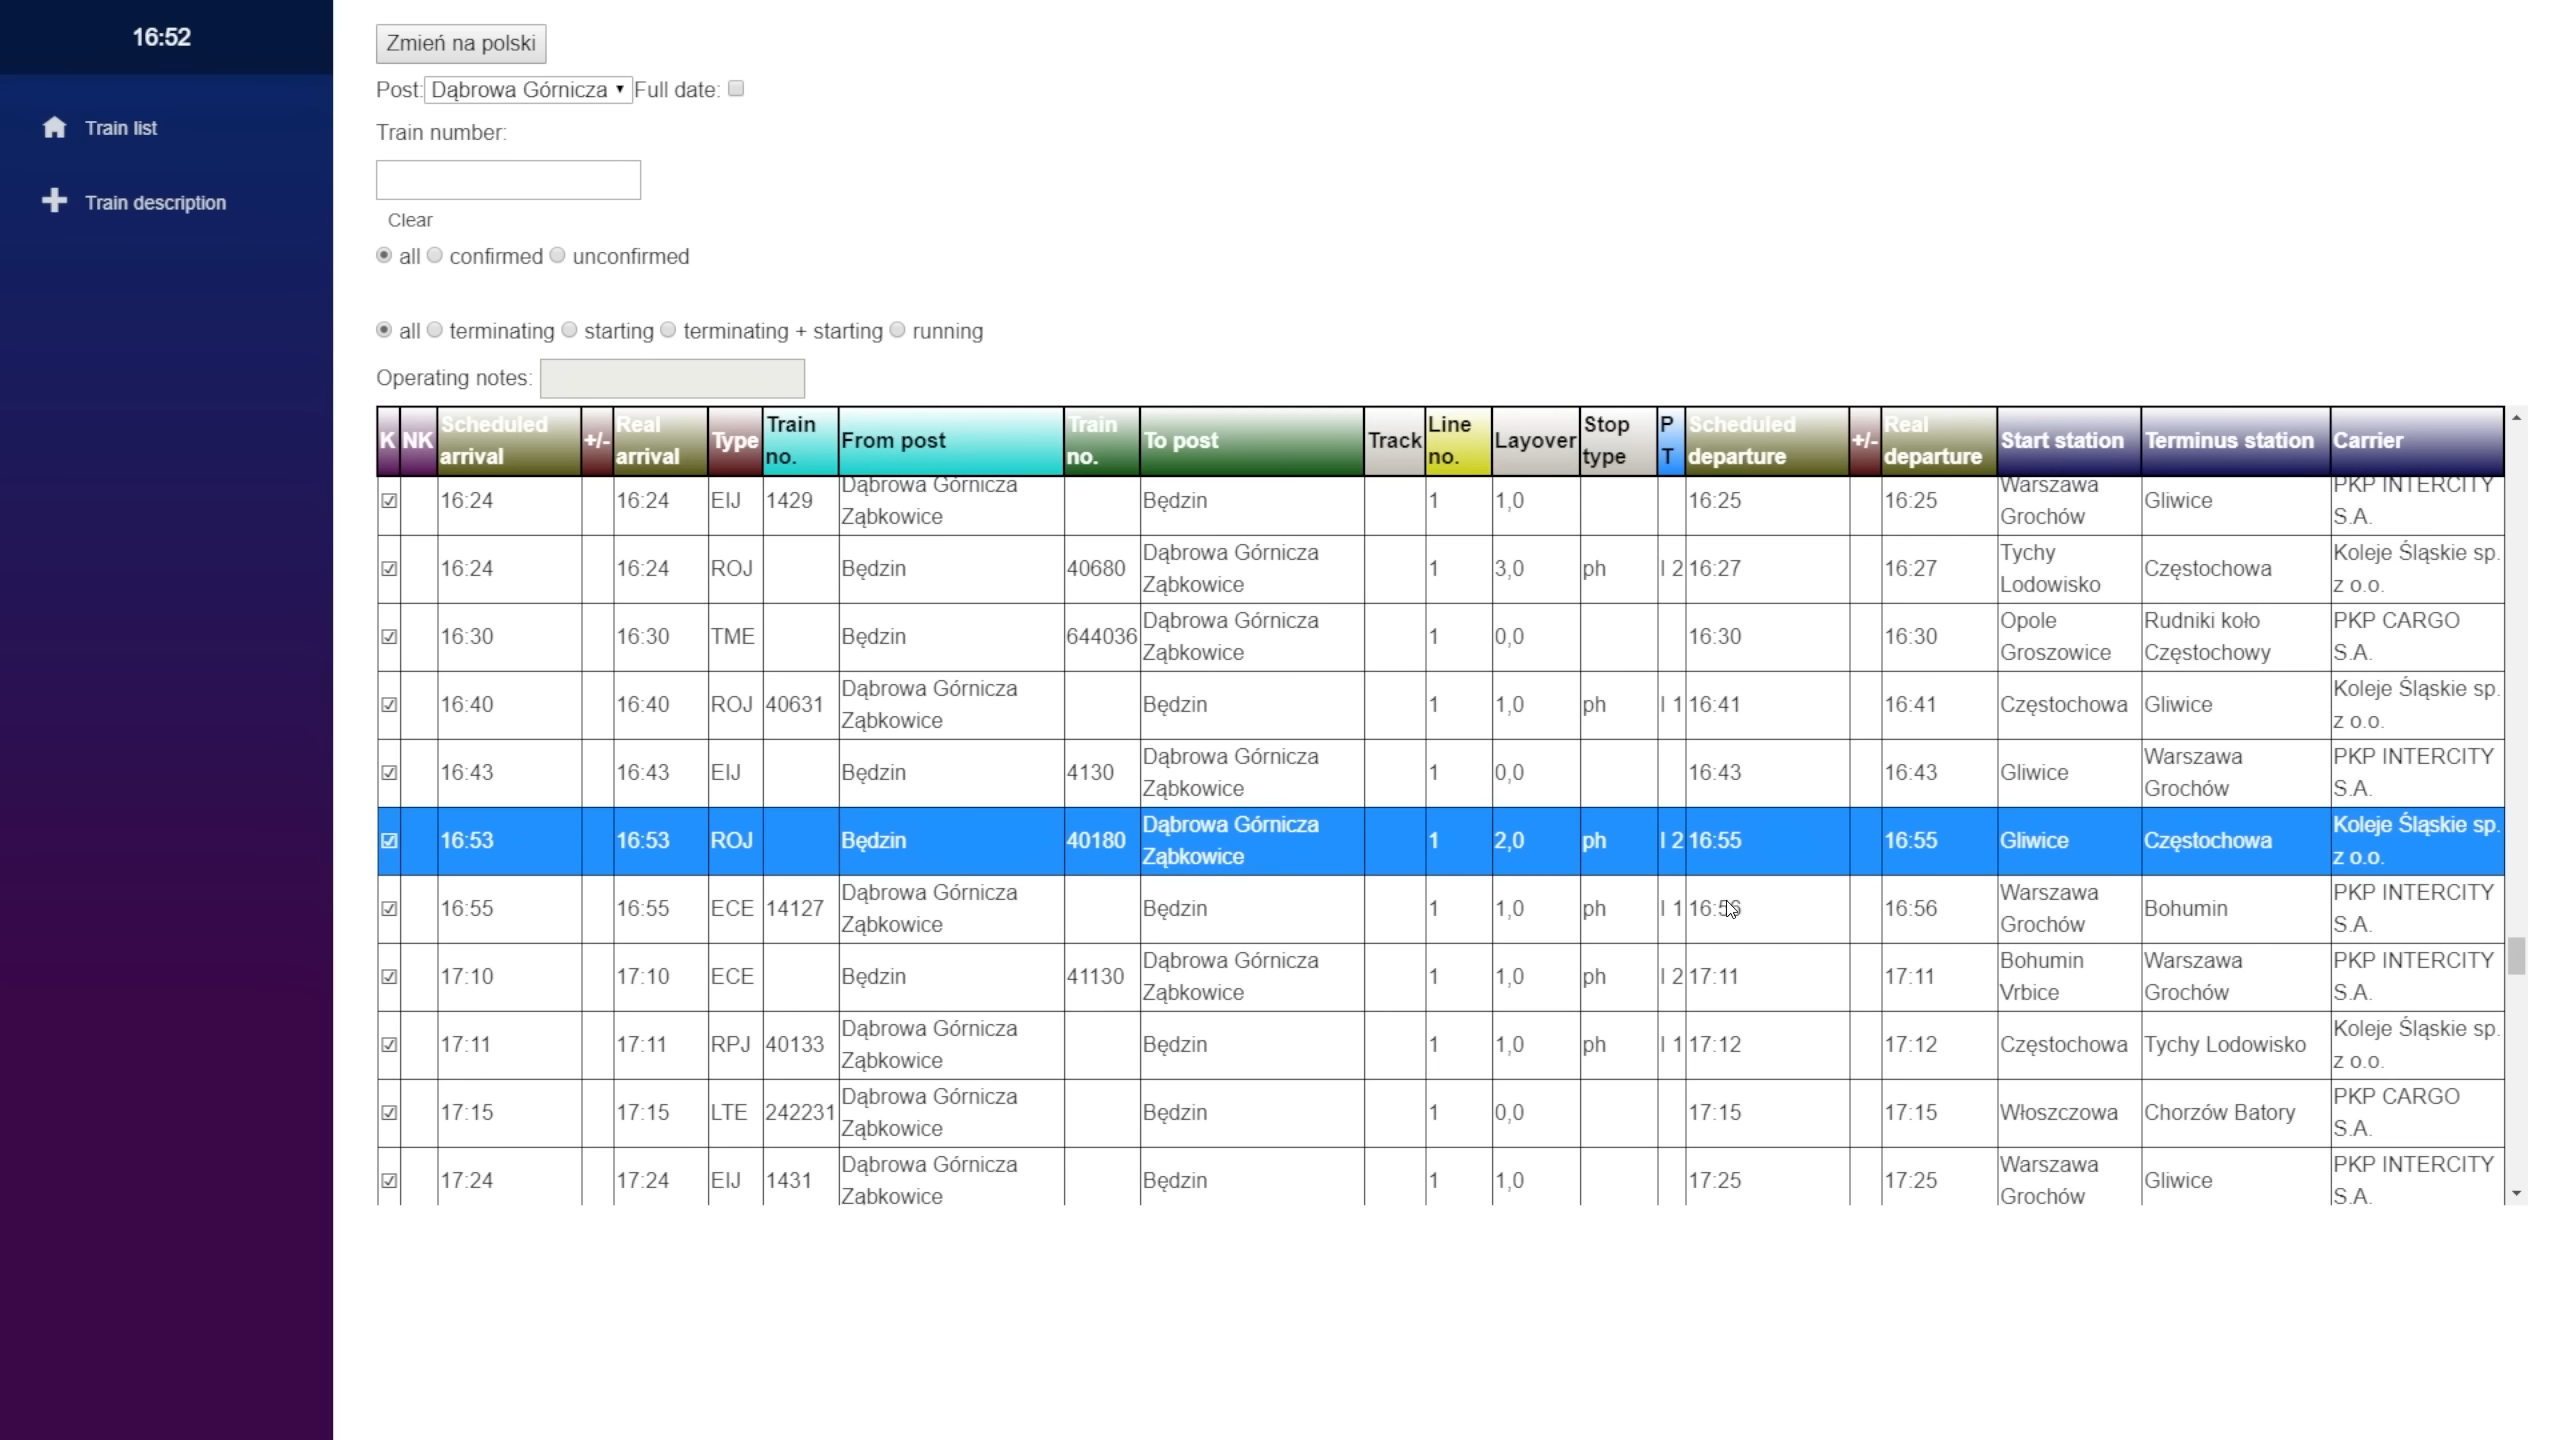 16:52
Train list
Train description
Zmień na polski
Post: Dąbrowa Górnicza Full date:
Train number:
Clear
all confirmed unconfirmed
all terminating starting terminating + starting running
Operating notes:
K NK Scheduled arrival +/- Real arrival Type Train no. From post Train no. To post Track Line no. Layover Stop type P T Scheduled departure +/- Real departure Start station Terminus station Carrier
16:24 16:24 EIJ 1429 Dąbrowa Górnicza Ząbkowice Będzin 1 1,0 16:25 16:25 Warszawa Grochów Gliwice PKP INTERCITY S.A.
16:24 16:24 ROJ Będzin 40680 Dąbrowa Górnicza Ząbkowice 1 3,0 ph I 2 16:27 16:27 Tychy Lodowisko Częstochowa Koleje Śląskie sp. z o.o.
16:30 16:30 TME Będzin 644036 Dąbrowa Górnicza Ząbkowice 1 0,0 16:30 16:30 Opole Groszowice Rudniki koło Częstochowy PKP CARGO S.A.
16:40 16:40 ROJ 40631 Dąbrowa Górnicza Ząbkowice Będzin 1 1,0 ph I 1 16:41 16:41 Częstochowa Gliwice Koleje Śląskie sp. z o.o.
16:43 16:43 EIJ Będzin 4130 Dąbrowa Górnicza Ząbkowice 1 0,0 16:43 16:43 Gliwice Warszawa Grochów PKP INTERCITY S.A.
16:53 16:53 ROJ Będzin 40180 Dąbrowa Górnicza Ząbkowice 1 2,0 ph I 2 16:55 16:55 Gliwice Częstochowa Koleje Śląskie sp. z o.o.
16:55 16:55 ECE 14127 Dąbrowa Górnicza Ząbkowice Będzin 1 1,0 ph I 1 16:56 16:56 Warszawa Grochów Bohumin PKP INTERCITY S.A.
17:10 17:10 ECE Będzin 41130 Dąbrowa Górnicza Ząbkowice 1 1,0 ph I 2 17:11 17:11 Bohumin Vrbice Warszawa Grochów PKP INTERCITY S.A.
17:11 17:11 RPJ 40133 Dąbrowa Górnicza Ząbkowice Będzin 1 1,0 ph I 1 17:12 17:12 Częstochowa Tychy Lodowisko Koleje Śląskie sp. z o.o.
17:15 17:15 LTE 242231 Dąbrowa Górnicza Ząbkowice Będzin 1 0,0 17:15 17:15 Włoszczowa Chorzów Batory PKP CARGO S.A.
17:24 17:24 EIJ 1431 Dąbrowa Górnicza Ząbkowice Będzin 1 1,0 17:25 17:25 Warszawa Grochów Gliwice PKP INTERCITY S.A.